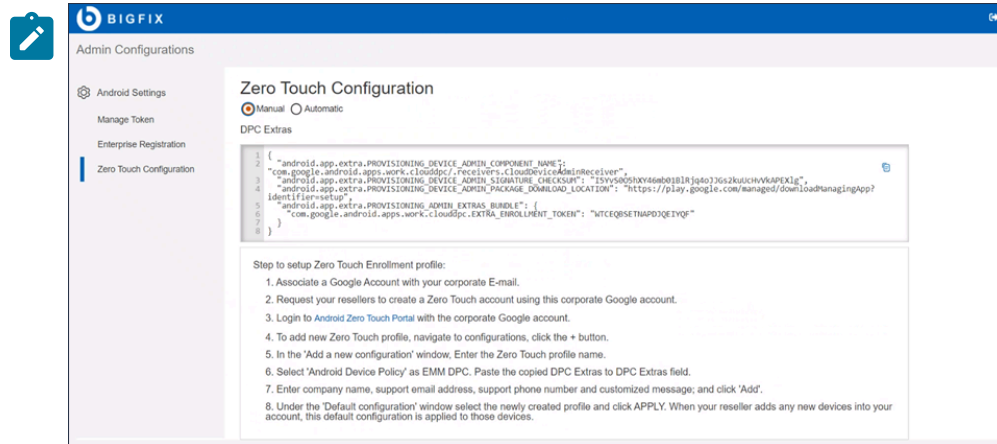 BIGFIX
Admin Configurations
Android Settings
Manage Token
Enterprise Registration
Zero Touch Configuration
Zero Touch Configuration
Manual Automatic
DPC Extras
1 {
2 "android.app.extra.PROVISIONING_DEVICE_ADMIN_COMPONENT_NAME":
"com.google.android.apps.work.clouddpc/.receivers.CloudDeviceAdminReceiver",
3 "android.app.extra.PROVISIONING_DEVICE_ADMIN_SIGNATURE_CHECKSUM":
4 "android.app.extra.PROVISIONING_DEVICE_ADMIN_PACKAGE_DOWNLOAD_LOCATION": "https://play.google.com/managed/downloadManagingApp?
identifier=setup",
5 "android.app.extra.PROVISIONING_ADMIN_EXTRAS_BUNDLE": {
6 "com.google.android.apps.work.clouddpc.EXTRA_ENROLLMENT_TOKEN": "WTCEQBSETNAPDJQEIYQF"
7 }
8 }
Step to setup Zero Touch Enrollment profile:
1. Associate a Google Account with your corporate E-mail.
2. Request your resellers to create a Zero Touch account using this corporate Google account.
3. Login to Android Zero Touch Portal with the corporate Google account.
4. To add new Zero Touch profile, navigate to configurations, click the + button.
5. In the 'Add a new configuration' window, Enter the Zero Touch profile name.
6. Select 'Android Device Policy' as EMM DPC. Paste the copied DPC Extras to DPC Extras field.
7. Enter company name, support email address, support phone number and customized message; and click 'Add'.
8. Under the 'Default configuration' window select the newly created profile and click APPLY. When your reseller adds any new devices into your
account, this default configuration is applied to those devices.